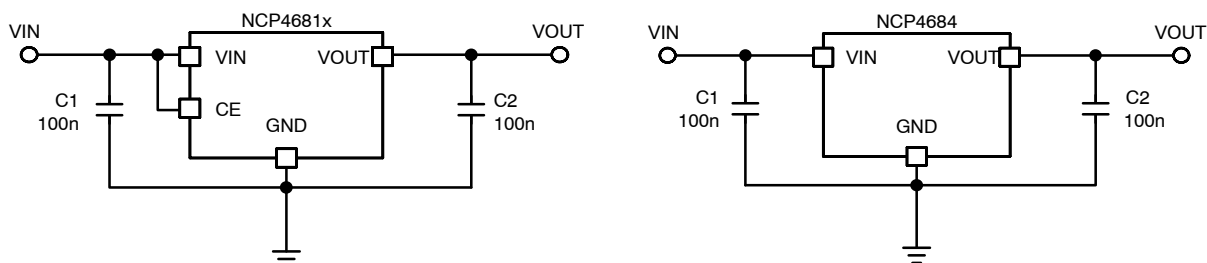 NCP4681x
VIN
VOUT
VIN
VOUT
C1
100n
CE
GND
C2
100n
NCP4684
VIN
VOUT
VIN
VOUT
C1
100n
GND
C2
100n